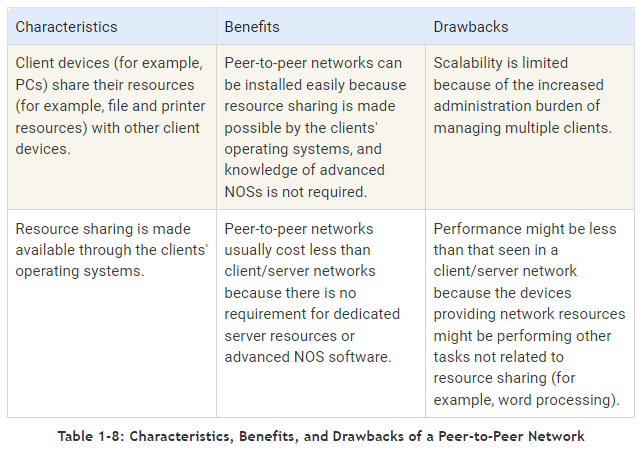 Characteristics
Benefits
Drawbacks
Client devices (for example,
PCs) share their resources
(for example, file and printer
resources) with other client
devices.
Peer-to-peer networks can
be installed easily because
resource sharing is made
possible by the clients'
operating systems, and
knowledge of advanced
NOSs is not required.
Scalability is limited
because of the increased
administration burden of
managing multiple clients.
Resource sharing is made
available through the clients'
operating systems.
Peer-to-peer networks
usually cost less than
client/server networks
because there is no
requirement for dedicated
server resources or
advanced NOS software.
Performance might be less
than that seen in a
client/server network
because the devices
providing network resources
might be performing other
tasks not related to
resource sharing (for
example, word processing).
Table 1-8: Characteristics, Benefits, and Drawbacks of a Peer-to-Peer Network